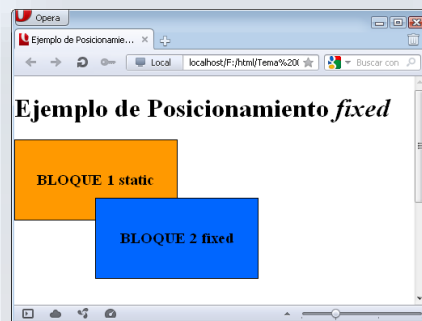 Opera
Ejemplo de Posicionamie...
Local localhost/F:/html/Tema%20( Buscar con
Ejemplo de Posicionamiento fixed
BLOQUE 1 static
BLOQUE 2 fixed